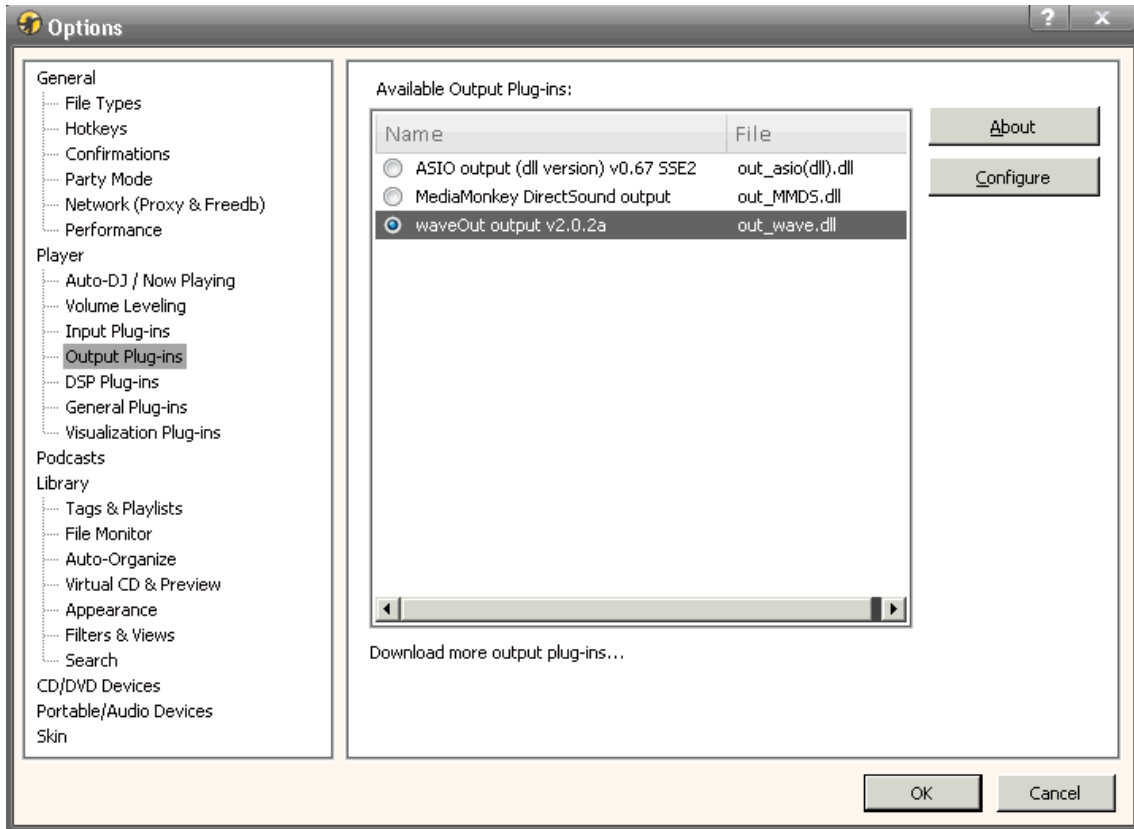 Options
? x
General
File Types
Hotkeys
Confirmations
Party Mode
Network (Proxy & Freedb)
Performance
Player
Auto-DJ / Now Playing
Volume Leveling
Input Plug-ins
Output Plug-ins
DSP Plug-ins
General Plug-ins
Visualization Plug-ins
Podcasts
Library
Tags & Playlists
File Monitor
Auto-Organize
Virtual CD & Preview
Appearance
Filters & Views
Search
CD/DVD Devices
Portable/Audio Devices
Skin
Available Output Plug-ins:
Name File
ASIO output (dll version) v0.67 SSE2 out_asio(dll).dll
MediaMonkey DirectSound output out_MMDS.dll
waveOut output v2.0.2a out_wave.dll
Download more output plug-ins...
About
Configure
OK Cancel